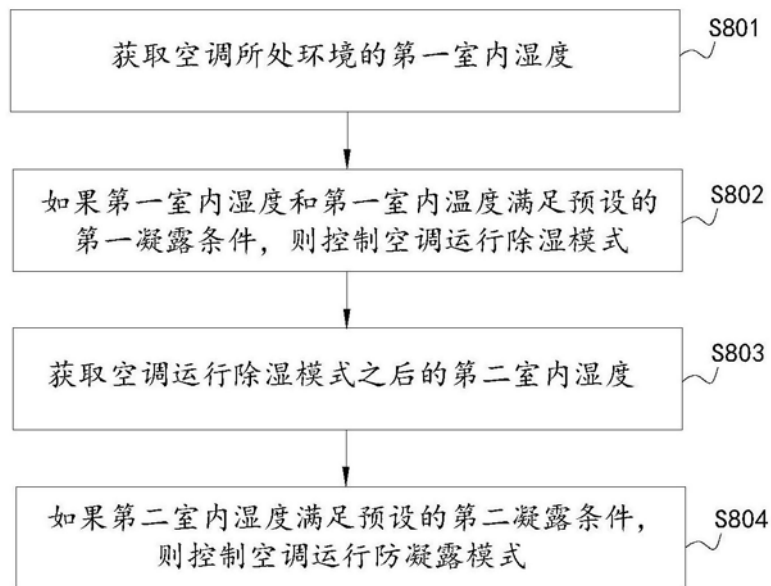 获取空调所处环境的第一室内湿度
S801
如果第一室内湿度和第一室内温度满足预设的
第一凝露条件，则控制空调运行除湿模式
S802
获取空调运行除湿模式之后的第二室内湿度
S803
如果第二室内湿度满足预设的第二凝露条件，
则控制空调运行防凝露模式
S804